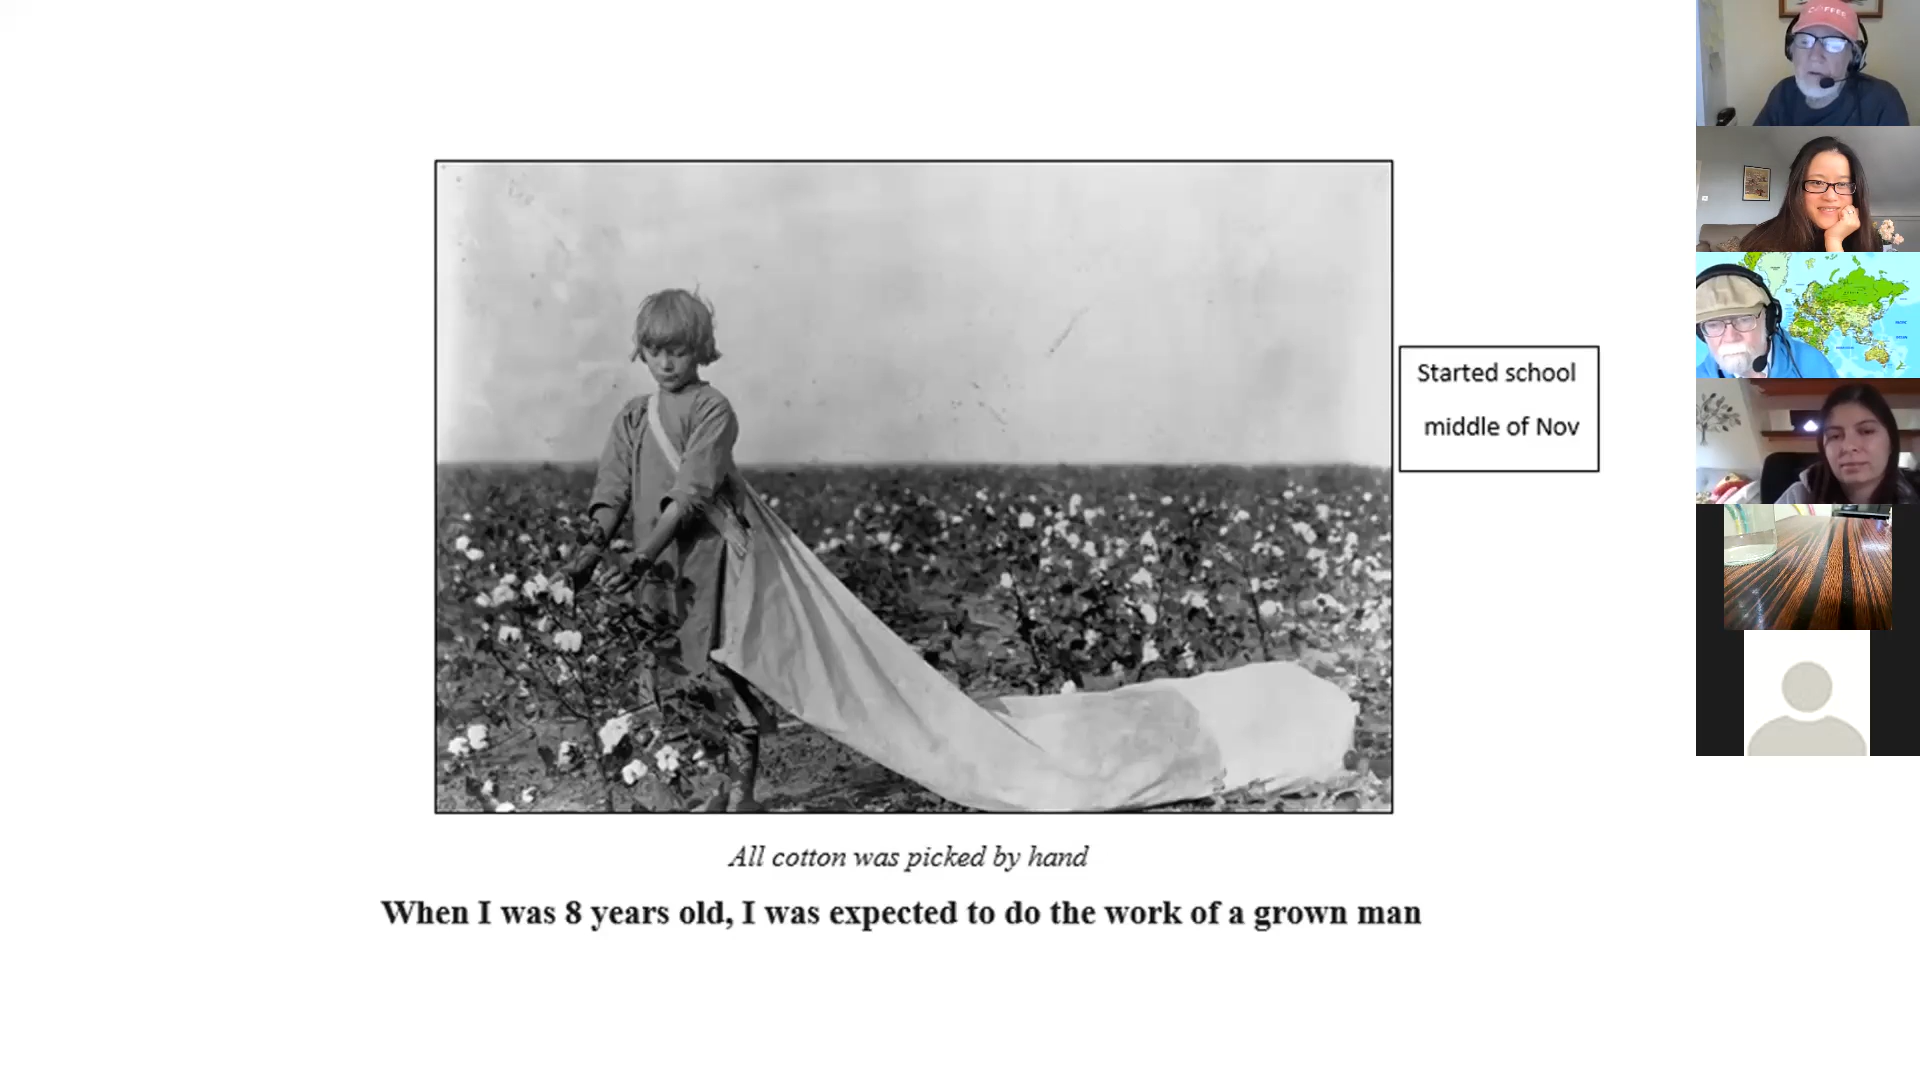 Started school
middle of Nov
All cotton was picked by hand
When I was 8 years old, I was expected to do the work of a grown man
COFFEE